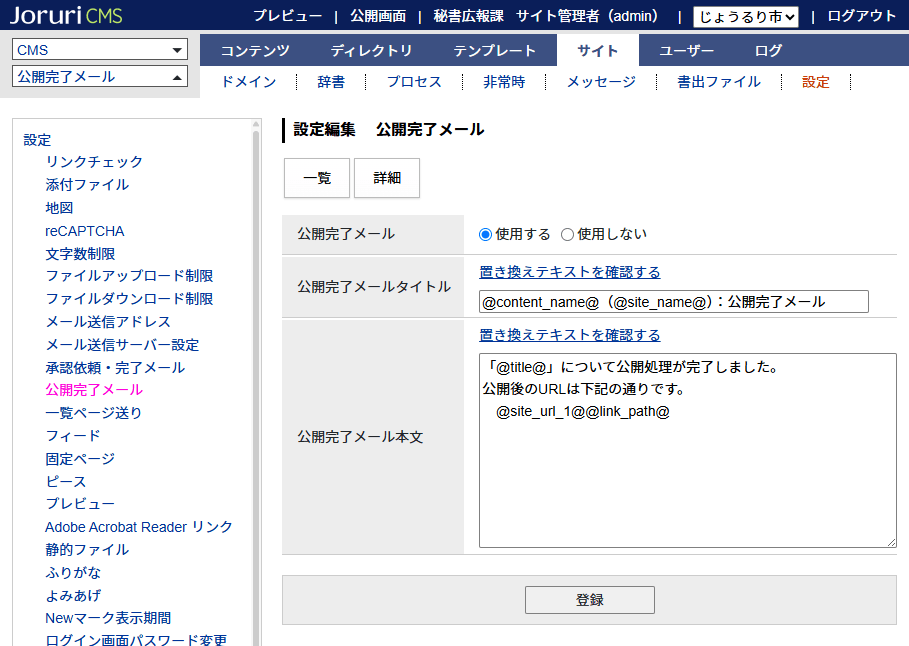 Joruri CMS
プレビュー | 公開画面 | 秘書広報課 サイト管理者（admin） | じょうるり市 | ログアウト
CMS
公開完了メール
コンテンツ ディレクトリ テンプレート サイト ユーザー ログ
ドメイン 辞書 プロセス 非常時 メッセージ 書出ファイル 設定
設定
リンクチェック
添付ファイル
地図
reCAPTCHA
文字数制限
ファイルアップロード制限
ファイルダウンロード制限
メール送信アドレス
メール送信サーバー設定
承認依頼・完了メール
公開完了メール
一覧ページ送り
フィード
固定ページ
ピース
プレビュー
Adobe Acrobat Reader リンク
静的ファイル
ふりがな
よみあげ
Newマーク表示期間
ログイン画面パスワード変更
設定編集 公開完了メール
一覧 詳細
公開完了メール 使用する 使用しない
公開完了メールタイトル
置き換えテキストを確認する
@content_name@（@site_name@）：公開完了メール
公開完了メール本文
置き換えテキストを確認する
「@title@」について公開処理が完了しました。
公開後のURLは下記の通りです。
@site_url_1@@link_path@
登録